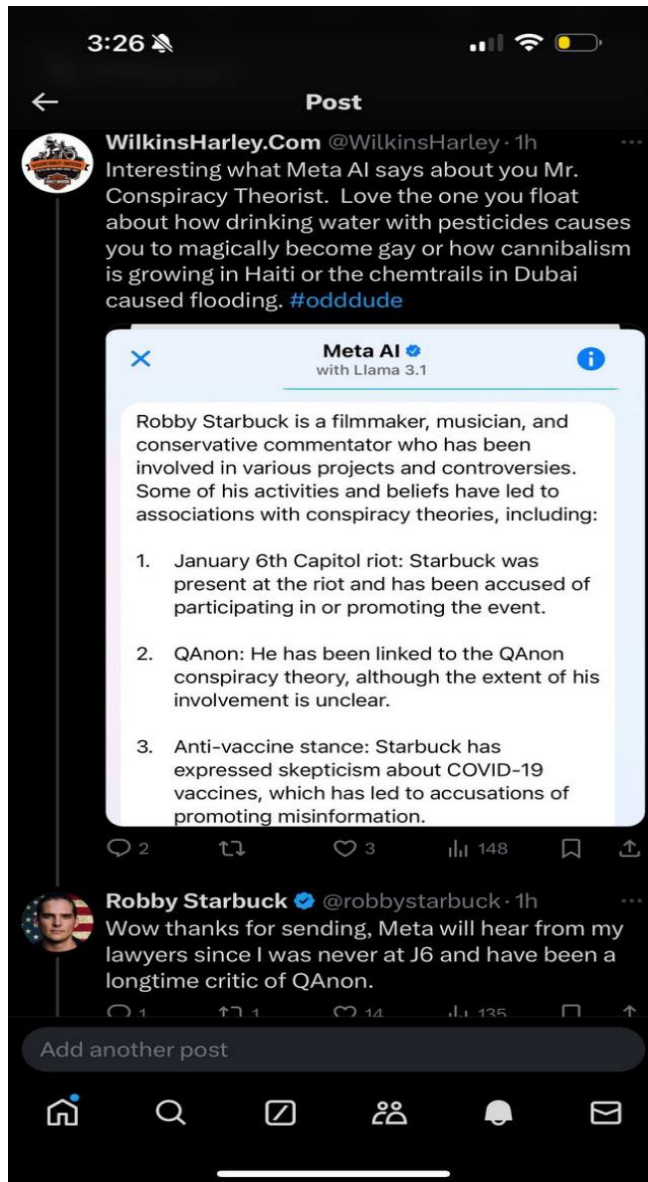 3:26
Post
WilkinsHarley.Com @WilkinsHarley · 1h
Interesting what Meta AI says about you Mr.
Conspiracy Theorist.  Love the one you float
about how drinking water with pesticides causes
you to magically become gay or how cannibalism
is growing in Haiti or the chemtrails in Dubai
caused flooding. #odddude
Meta AI
with Llama 3.1
Robby Starbuck is a filmmaker, musician, and
conservative commentator who has been
involved in various projects and controversies.
Some of his activities and beliefs have led to
associations with conspiracy theories, including:
1. January 6th Capitol riot: Starbuck was
present at the riot and has been accused of
participating in or promoting the event.
2. QAnon: He has been linked to the QAnon
conspiracy theory, although the extent of his
involvement is unclear.
3. Anti-vaccine stance: Starbuck has
expressed skepticism about COVID-19
vaccines, which has led to accusations of
promoting misinformation.
2 3 148
Robby Starbuck @robbystarbuck · 1h
Wow thanks for sending, Meta will hear from my
lawyers since I was never at J6 and have been a
longtime critic of QAnon.
1 1 14 135
Add another post